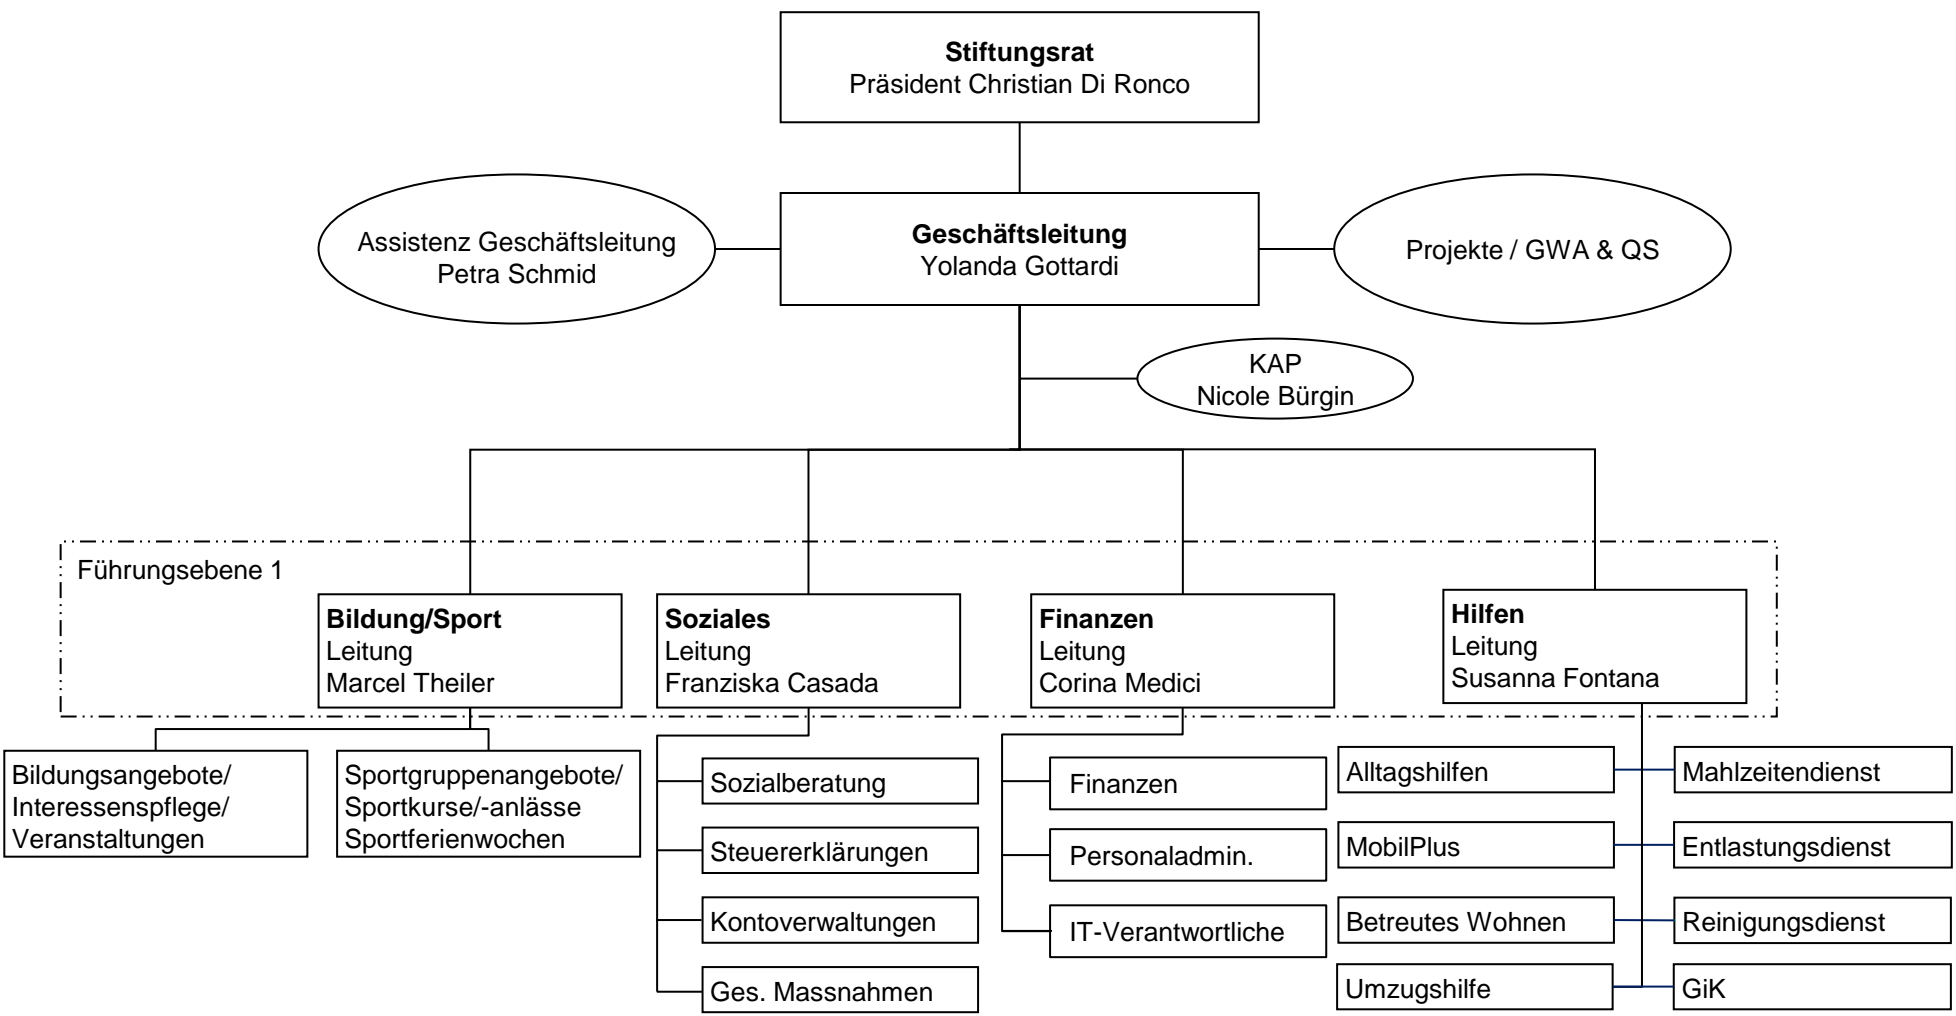 Stiftungsrat
Präsident Christian Di Ronco
Assistenz Geschäftsleitung
Petra Schmid
Geschäftsleitung
Yolanda Gottardi
Projekte / GWA & QS
KAP
Nicole Bürgin
Führungsebene 1
Bildung/Sport
Leitung
Marcel Theiler
Soziales
Leitung
Franziska Casada
Finanzen
Leitung
Corina Medici
Hilfen
Leitung
Susanna Fontana
Bildungsangebote/
Interessenspflege/
Veranstaltungen
Sportgruppenangebote/
Sportkurse/-anlässe
Sportferienwochen
Sozialberatung
Steuererklärungen
Kontoverwaltungen
Ges. Massnahmen
Finanzen
Personaladmin.
IT-Verantwortliche
Alltagshilfen
MobilPlus
Betreutes Wohnen
Umzugshilfe
Mahlzeitendienst
Entlastungsdienst
Reinigungsdienst
GiK